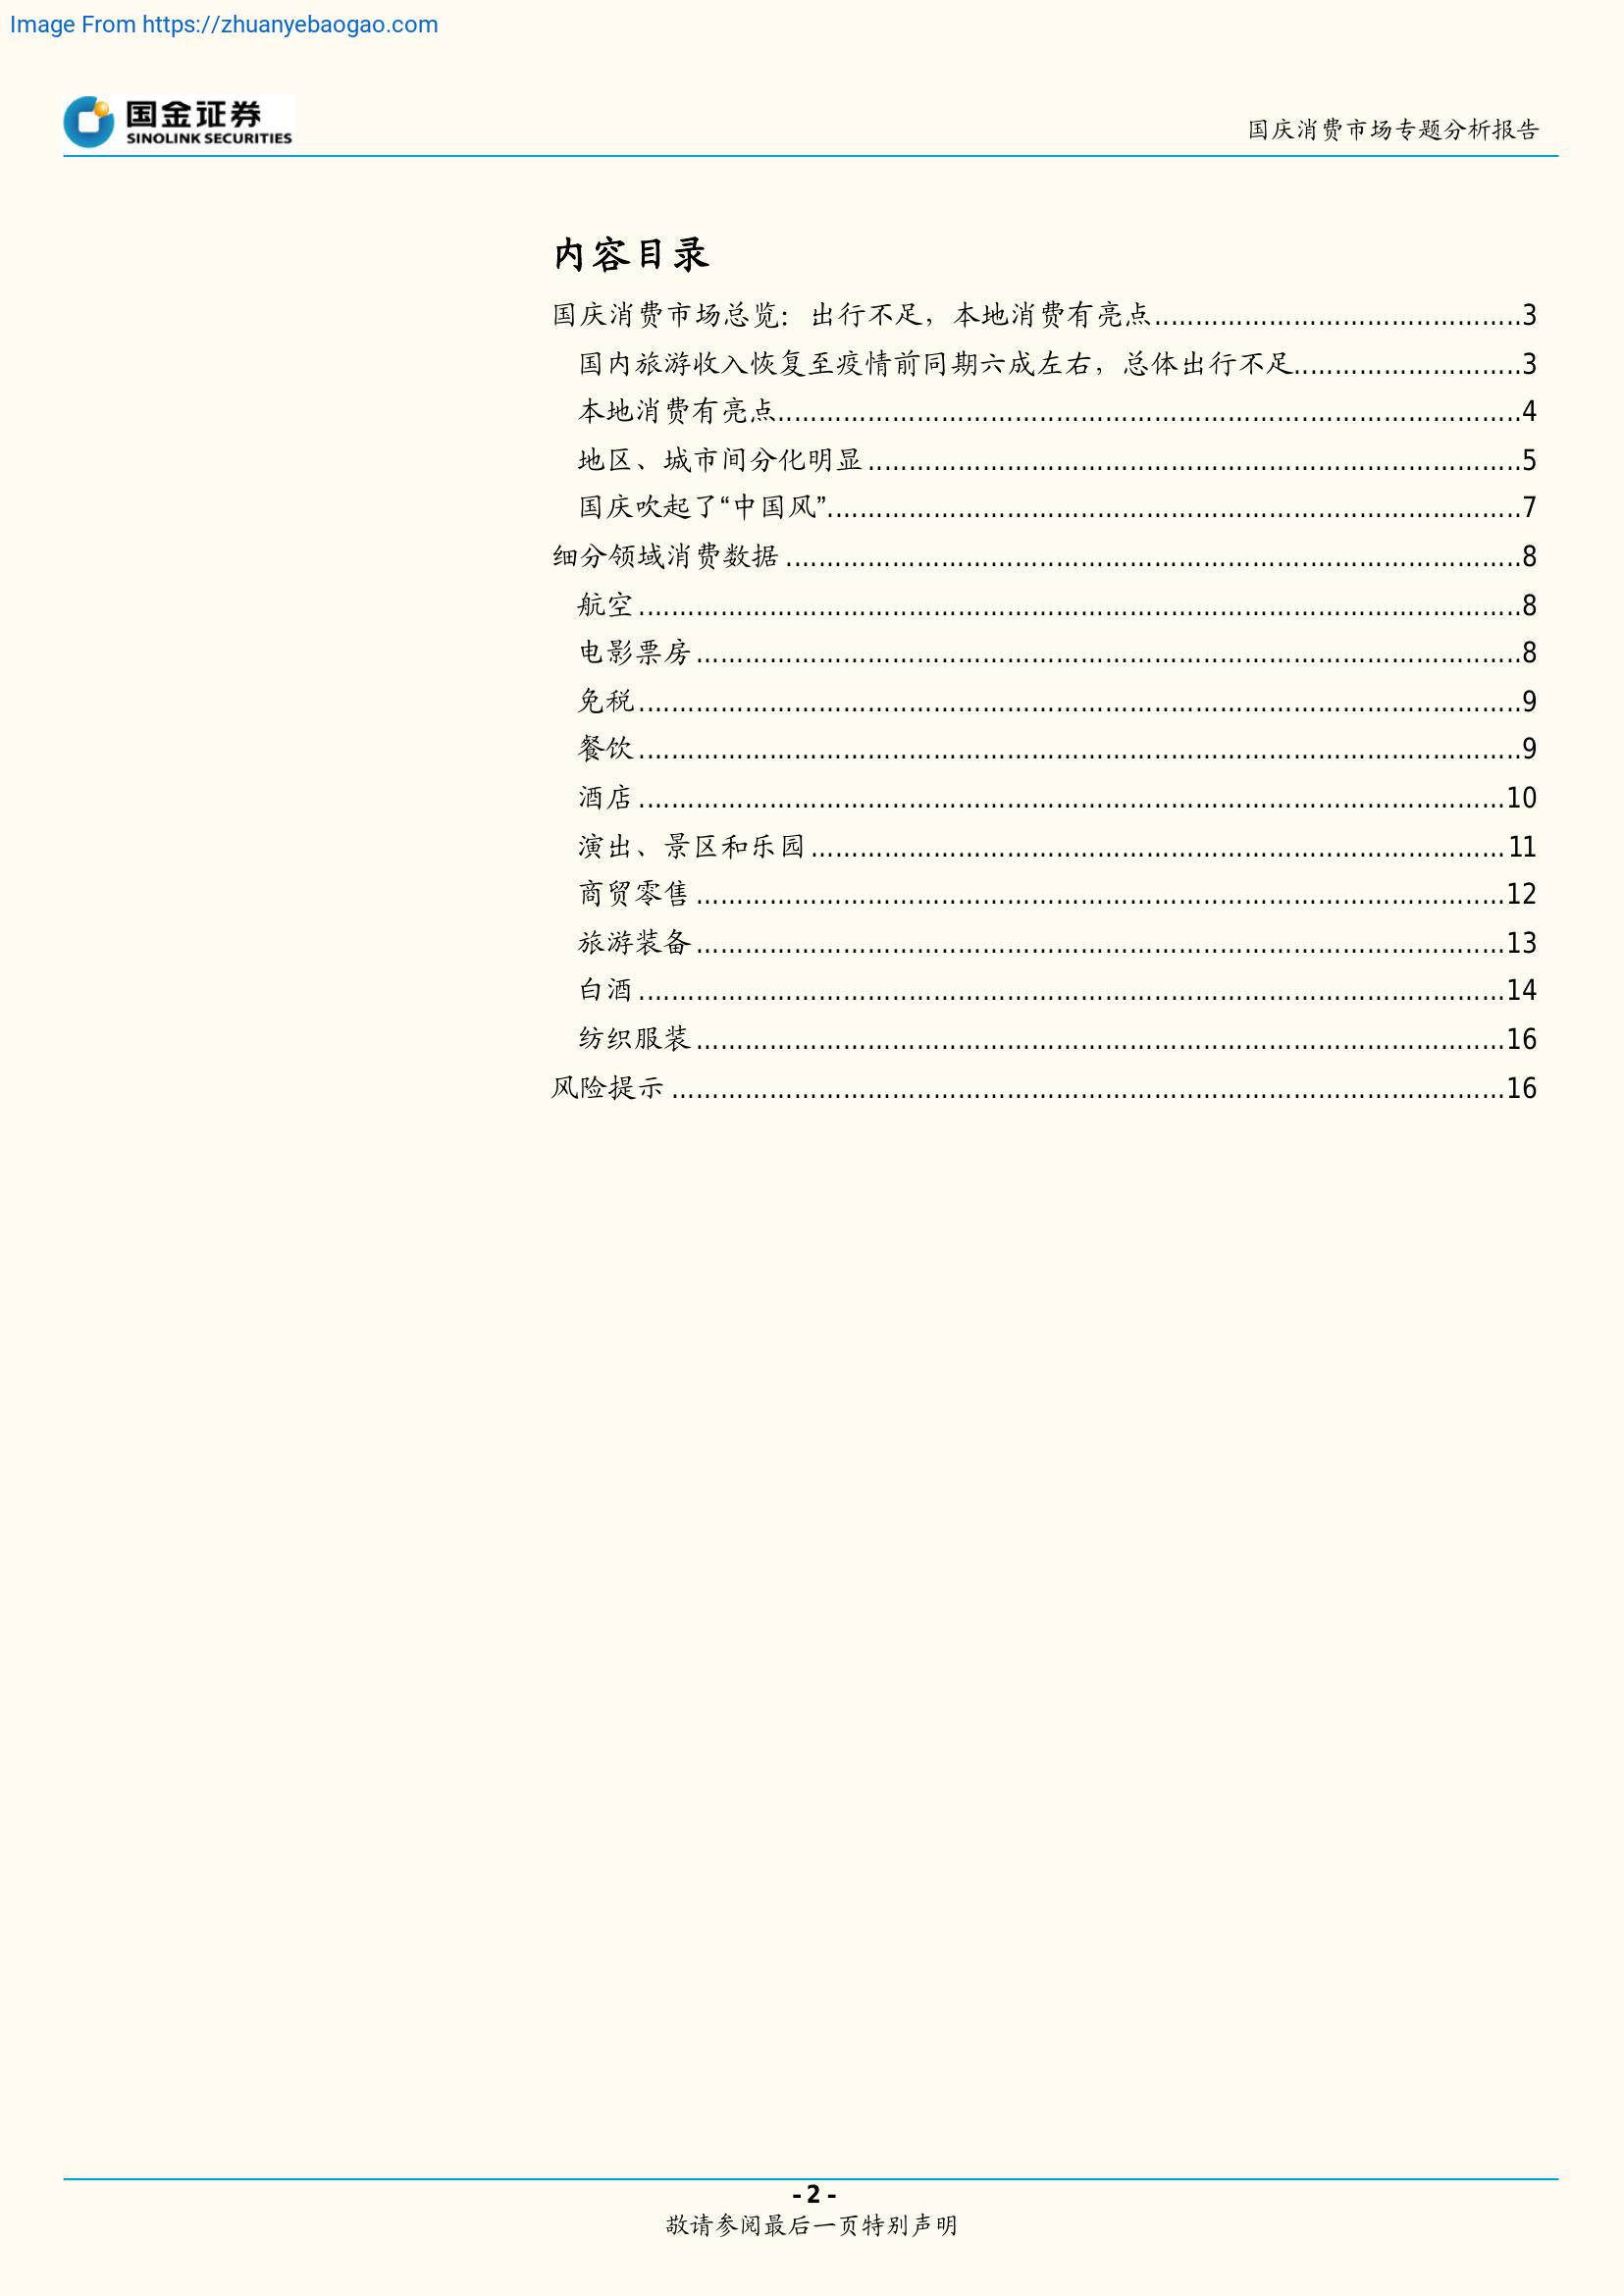 Image From https://zhuanyebaogao.com
国金证券
SINOLINK SECURITIES
国庆消费市场专题分析报告
内容目录
国庆消费市场总览：出行不足，本地消费有亮点............................................3
国内旅游收入恢复至疫情前同期六成左右，总体出行不足............................3
本地消费有亮点............................................................................................4
地区、城市间分化明显.................................................................................5
国庆吹起了“中国风”......................................................................................7
细分领域消费数据...........................................................................................8
航空.............................................................................................................8
电影票房......................................................................................................8
免税.............................................................................................................9
餐饮.............................................................................................................9
酒店...........................................................................................................10
演出、景区和乐园......................................................................................11
商贸零售....................................................................................................12
旅游装备....................................................................................................13
白酒...........................................................................................................14
纺织服装....................................................................................................16
风险提示.......................................................................................................16
- 2 -
敬请参阅最后一页特别声明